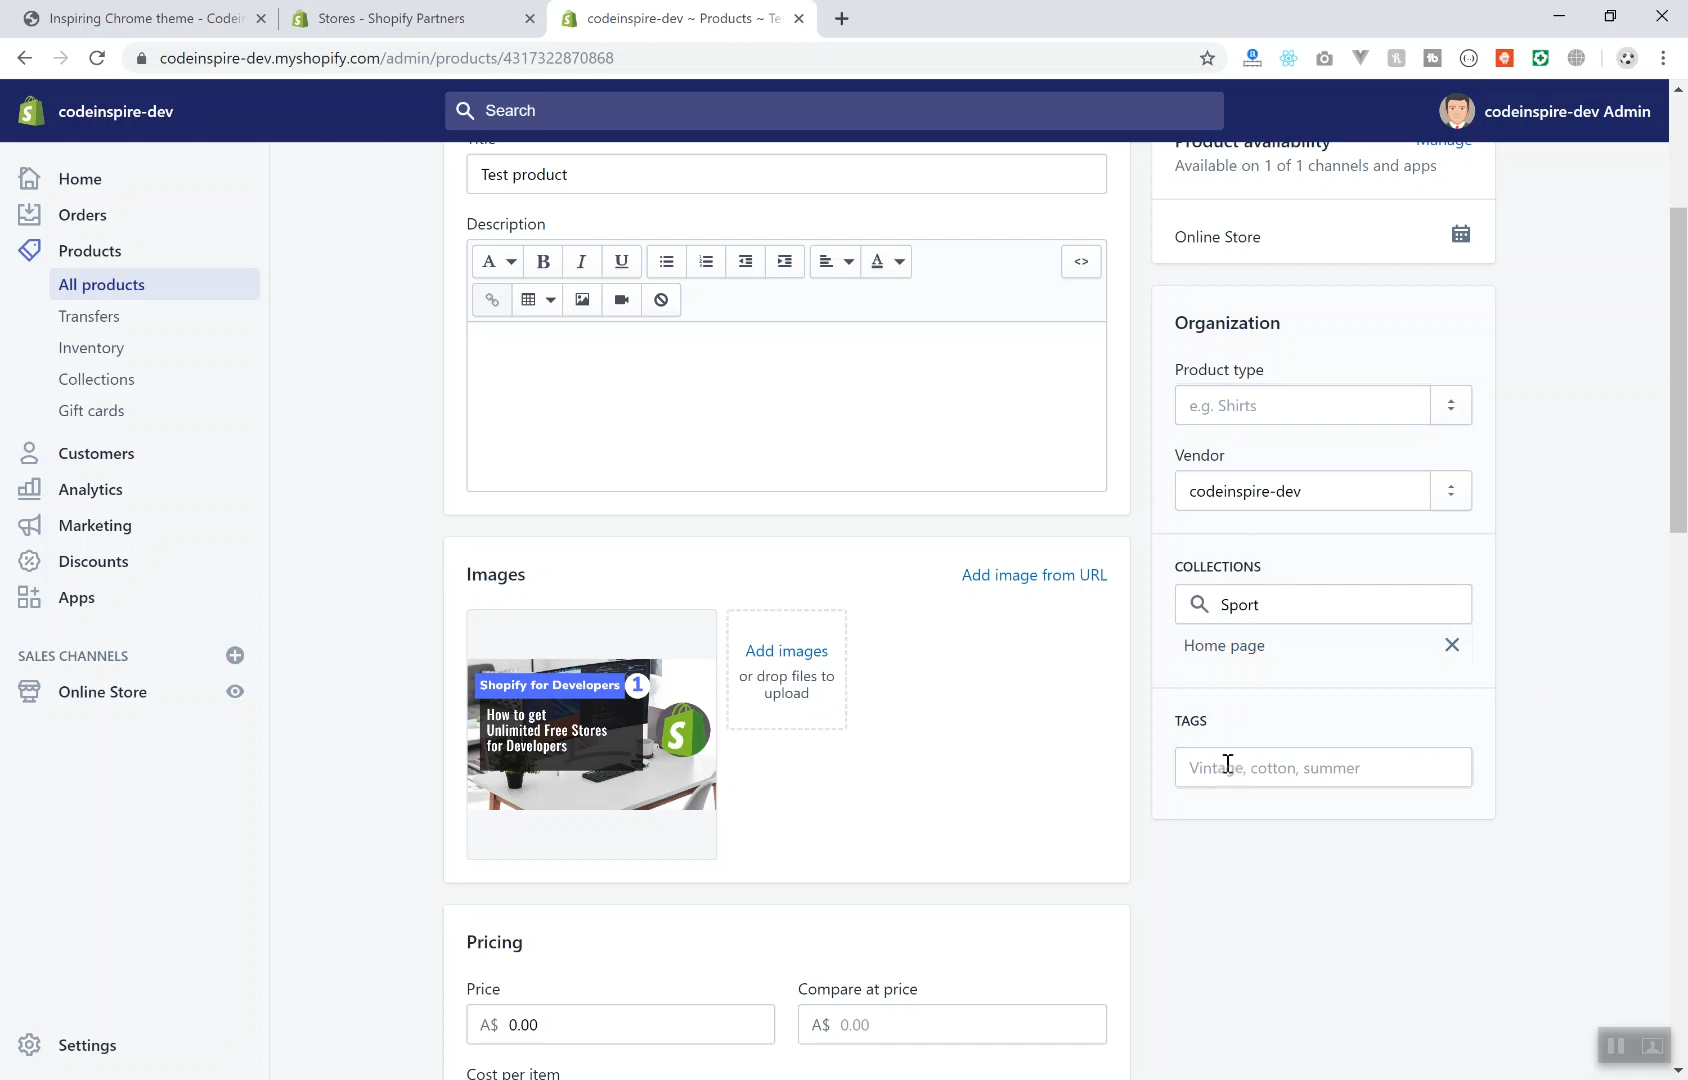 Inspiring Chrome theme - Codein
Stores - Shopify Partners
codeinspire-dev ~ Products ~ Te
codeinspire-dev.myshopify.com/admin/products/4317322870868
codeinspire-dev
Search
codeinspire-dev Admin
Home
Orders
Products
All products
Transfers
Inventory
Collections
Gift cards
Customers
Analytics
Marketing
Discounts
Apps
SALES CHANNELS
Online Store
Settings
Title
Test product
Description
A
B
I
U
A
<>
Images
Add image from URL
Shopify for Developers 1
How to get
Unlimited Free Stores
for Developers
Add images
or drop files to
upload
Pricing
Price
Compare at price
A$ 0.00
A$ 0.00
Cost per item
Product availability
Manage
Available on 1 of 1 channels and apps
Online Store
Organization
Product type
e.g. Shirts
Vendor
codeinspire-dev
COLLECTIONS
Sport
Home page
TAGS
Vintage, cotton, summer